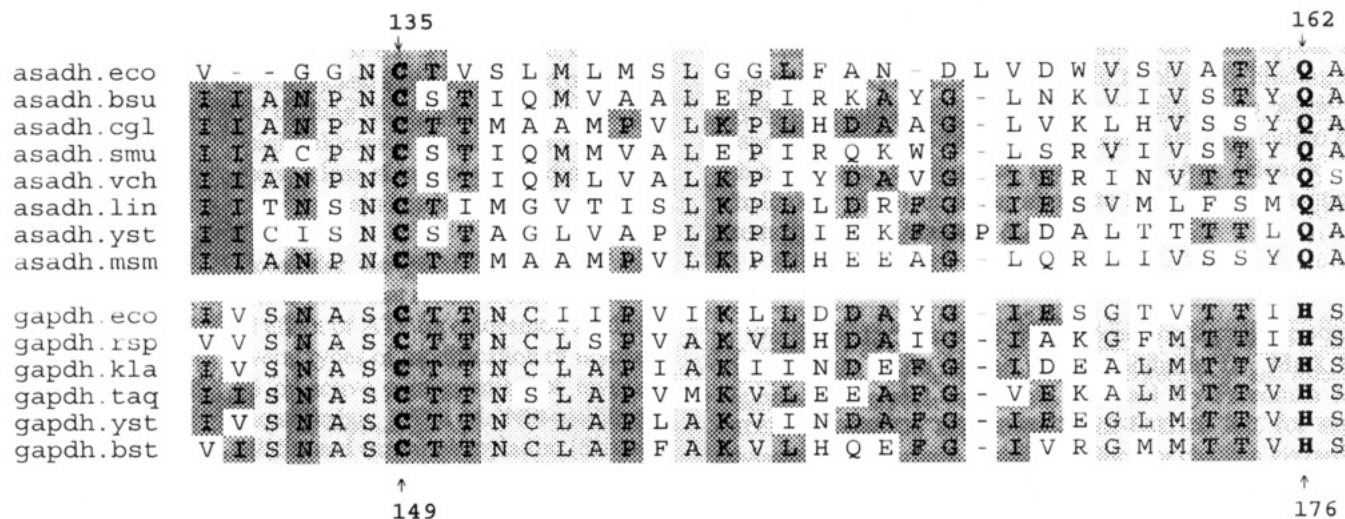 135 162
asadh.eco V - - G G N C T V S L M L M S L G G L F A N - D L V D W V S V A T Y Q A
asadh.bsu I I A N P N C S T I Q M V A A L E P I R K A Y G - L N K V I V S T Y Q A
asadh.cgl I I A N P N C T T M A A M P V L K P L H D A A G - L V K L H V S S Y Q A
asadh.smu I I A C P N C S T I Q M M V A L E P I R Q K W G - L S R V I V S T Y Q A
asadh.vch I I A N P N C S T I Q M L V A L K P I Y D A V G - I E R I N V T T Y Q S
asadh.lin I I T N S N C T I M G V T I S L K P L L D R F G - I E S V M L F S M Q A
asadh.yst I I C I S N C S T A G L V A P L K P L I E K F G P I D A L T T T T L Q A
asadh.msm I I A N P N C T T M A A M P V L K P L H E E A G - L Q R L I V S S Y Q A
gapdh.eco I V S N A S C T T N C I I P V I K L L D D A Y G - I E S G T V T T I H S
gapdh.rsp V V S N A S C T T N C L S P V A K V L H D A I G - I A K G F M T T I H S
gapdh.kla I V S N A S C T T N C L A P I A K I I N D E F G - I D E A L M T T V H S
gapdh.taq I I S N A S C T T N S L A P V M K V L E E A F G - V E K A L M T T V H S
gapdh.yst I V S N A S C T T N C L A P L A K V I N D A F G - I E E G L M T T V H S
gapdh.bst V I S N A S C T T N C L A P F A K V L H Q E F G - I V R G M M T T V H S
149 176